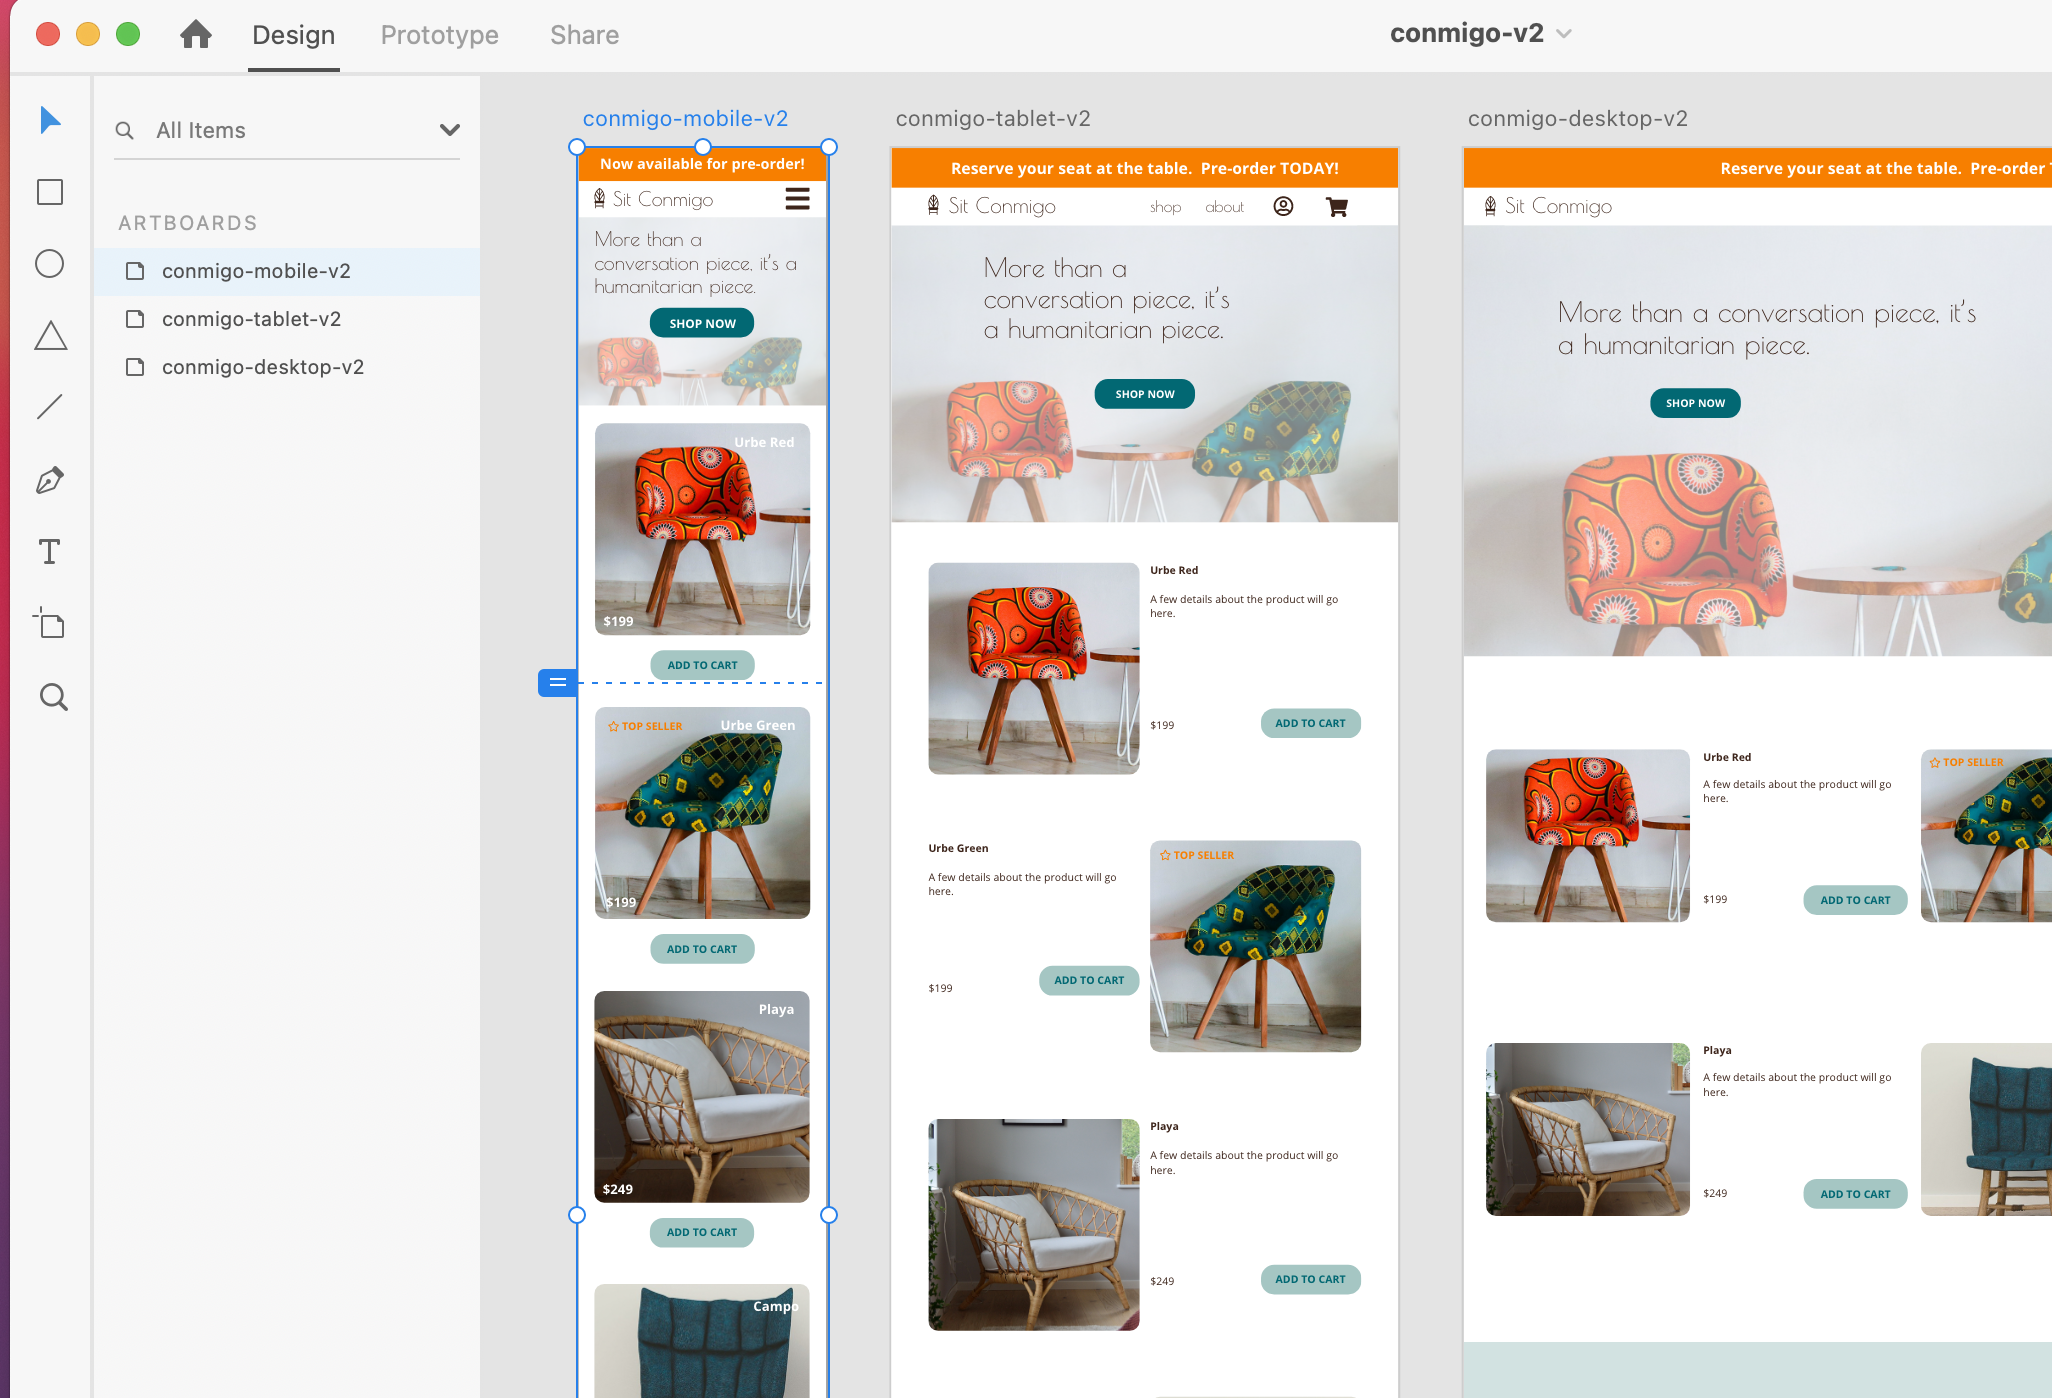 Design
Prototype
Share
conmigo-v2
All Items
ARTBOARDS
conmigo-mobile-v2
conmigo-tablet-v2
conmigo-desktop-v2
conmigo-mobile-v2
Now available for pre-order!
Sit Conmigo
More than a
conversation piece, it's a
humanitarian piece.
SHOP NOW
Urbe Red
$199
ADD TO CART
TOP SELLER
Urbe Green
$199
ADD TO CART
Playa
$249
ADD TO CART
Campo
conmigo-tablet-v2
Reserve your seat at the table. Pre-order TODAY!
Sit Conmigo
shop
about
More than a
conversation piece, it's
a humanitarian piece.
SHOP NOW
Urbe Red
A few details about the product will go
here.
$199
ADD TO CART
Urbe Green
A few details about the product will go
here.
$199
ADD TO CART
TOP SELLER
Playa
A few details about the product will go
here.
$249
ADD TO CART
conmigo-desktop-v2
Reserve your seat at the table. Pre-order
Sit Conmigo
More than a conversation piece, it's
a humanitarian piece.
SHOP NOW
Urbe Red
A few details about the product will go
here.
$199
ADD TO CART
TOP SELLER
Playa
A few details about the product will go
here.
$249
ADD TO CART